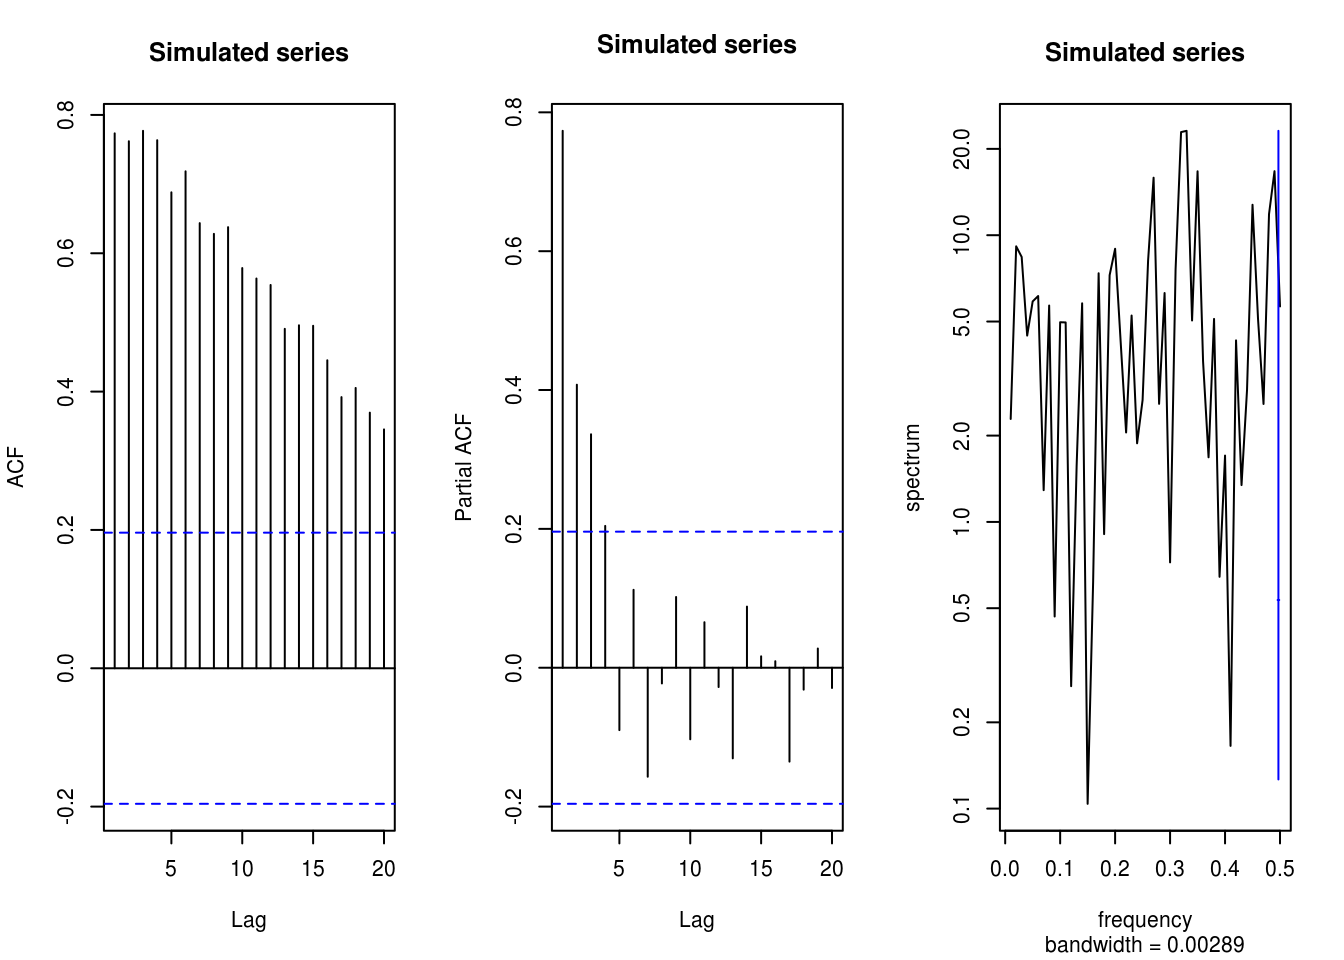 Simulated series
ACF
0.8
0.6
0.4
0.2
0.0
-0.2
5 10 15 20
Lag
Simulated series
Partial ACF
0.8
0.6
0.4
0.2
0.0
-0.2
5 10 15 20
Lag
Simulated series
spectrum
20.0
10.0
5.0
2.0
1.0
0.5
0.2
0.1
0.0 0.1 0.2 0.3 0.4 0.5
frequency
bandwidth = 0.00289